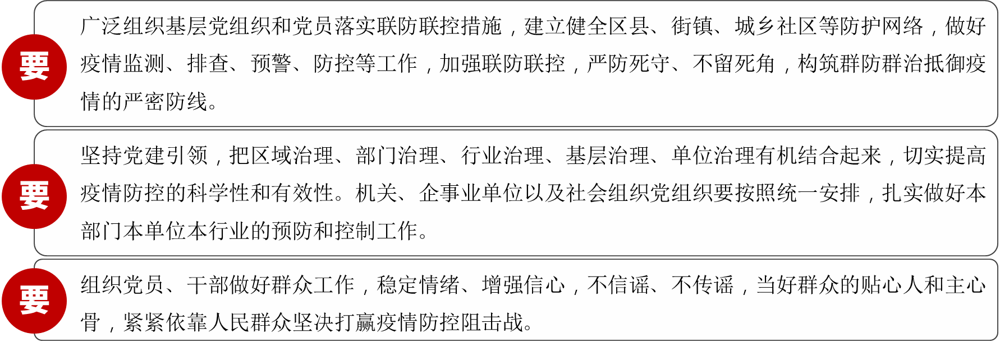 要
广泛组织基层党组织和党员落实联防联控措施，建立健全区县、街镇、城乡社区等防护网络，做好
疫情监测、排查、预警、防控等工作，加强联防联控，严防死守、不留死角，构筑群防群治抵御疫
情的严密防线。
要
坚持党建引领，把区域治理、部门治理、行业治理、基层治理、单位治理有机结合起来，切实提高
疫情防控的科学性和有效性。机关、企事业单位以及社会组织党组织要按照统一安排，扎实做好本
部门本单位本行业的预防和控制工作。
要
组织党员、干部做好群众工作，稳定情绪、增强信心，不信谣、不传谣，当好群众的贴心人和主心
骨，紧紧依靠人民群众坚决打赢疫情防控阻击战。